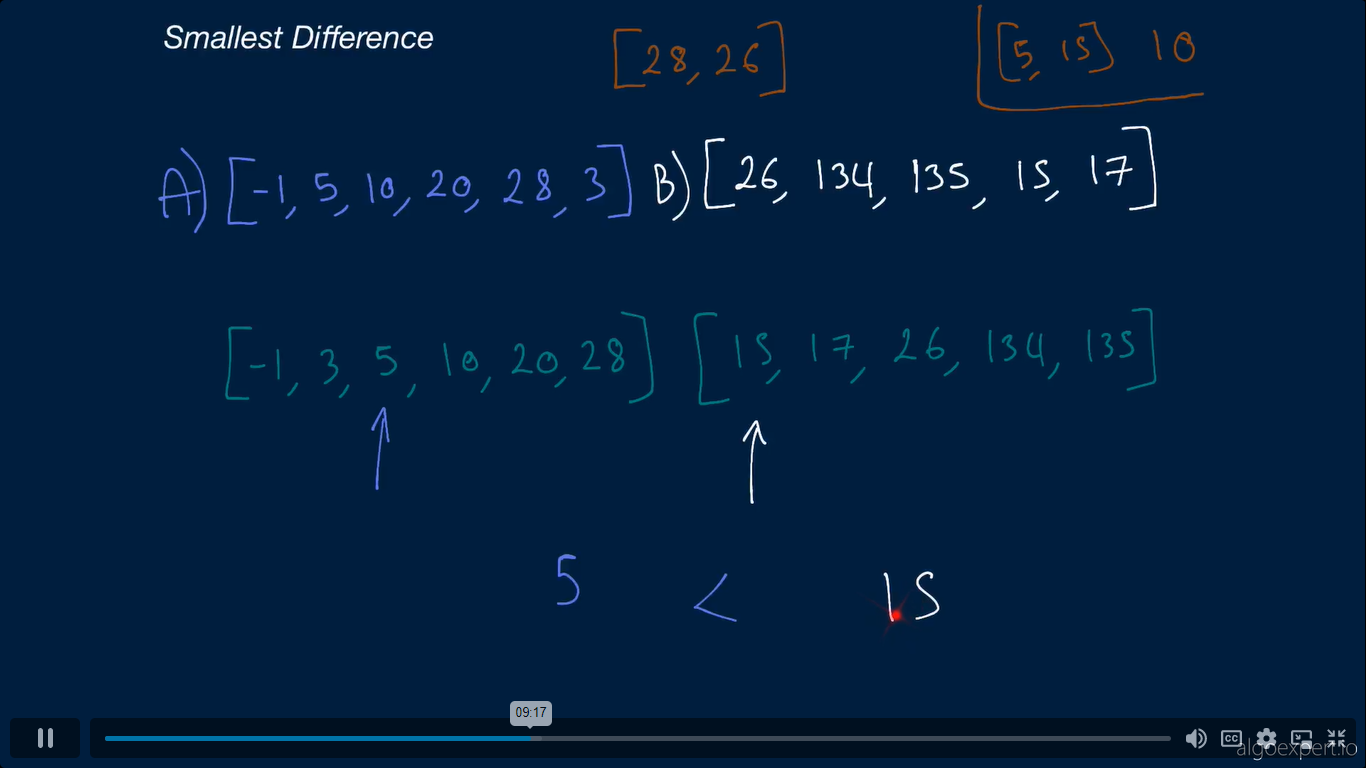 Smallest Difference
[28, 26]
[5, 15] 10
A) [-1, 5, 10, 20, 28, 3] B) [26, 134, 135, 15, 17]
[-1, 3, 5, 10, 20, 28] [15, 17, 26, 134, 135]
5 < 15
09:17
CC
algoexpert.io